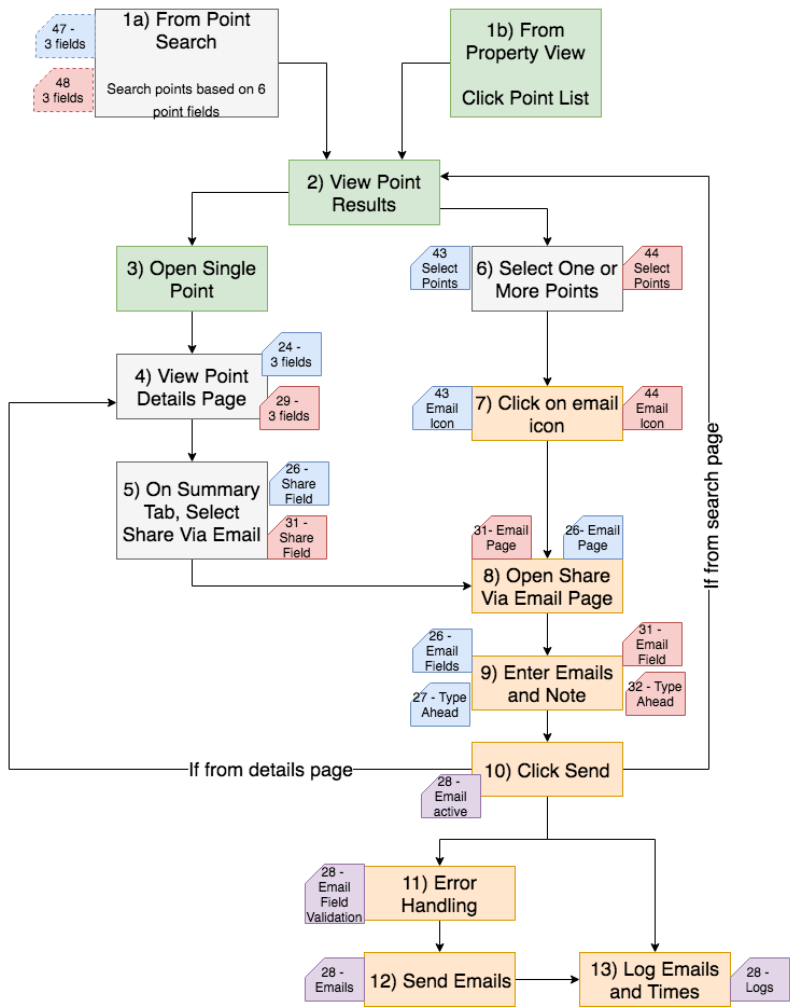 47 -
3 fields
48
3 fields
1a) From Point
Search
Search points based on 6
point fields
1b) From
Property View
Click Point List
2) View Point
Results
3) Open Single
Point
43
Select
Points
6) Select One or
More Points
44
Select
Points
4) View Point
Details Page
24 -
3 fields
29 -
3 fields
43
Email
Icon
7) Click on email
icon
44
Email
Icon
5) On Summary
Tab, Select
Share Via Email
26 -
Share
Field
31 -
Share
Field
If from search page
31- Email
Page
26- Email
Page
8) Open Share
Via Email Page
26 -
Email
Fields
27 - Type
Ahead
9) Enter Emails
and Note
31 -
Email
Field
32 - Type
Ahead
If from details page
10) Click Send
28 -
Email
active
28 -
Email
Field
Validation
11) Error
Handling
28 -
Emails
12) Send Emails
13) Log Emails
and Times
28 -
Logs